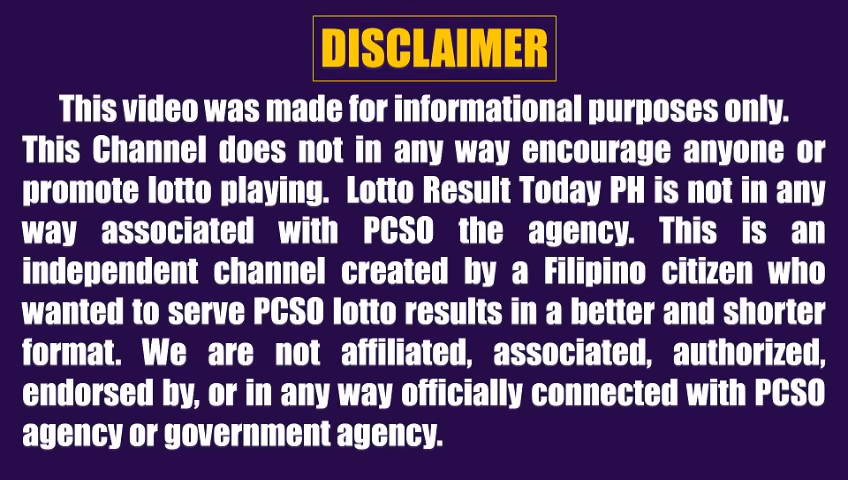 DISCLAIMER
This video was made for informational purposes only.
This Channel does not in any way encourage anyone or
promote lotto playing. Lotto Result Today PH is not in any
way associated with PCSO the agency. This is an
independent channel created by a Filipino citizen who
wanted to serve PCSO lotto results in a better and shorter
format. We are not affiliated, associated, authorized,
endorsed by, or in any way officially connected with PCSO
agency or government agency.